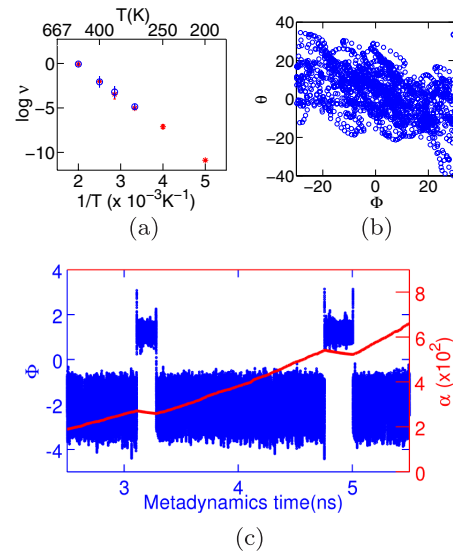 T(K)
667 400 250 200
0
−5
−10
log ν
2 3 4 5
1/T (x 10⁻³K⁻¹)
(a)
40
20
0
−20
−40
θ
−20 0 20
Φ
(b)
4
2
0
−2
−4
Φ
8
6
4
2
0
α (x10²)
3 4 5
Metadynamics time(ns)
(c)